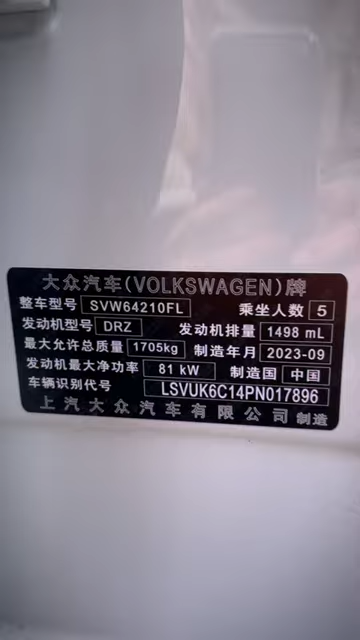 大众汽车(VOLKSWAGEN)牌
整车型号 SVW64210FL 乘坐人数 5
发动机型号 DRZ 发动机排量 1498 mL
最大允许总质量 1705kg 制造年月 2023-09
发动机最大净功率 81 kW 制造国 中国
车辆识别代号 LSVUK6C14PN017896
上汽大众汽车有限公司 制造